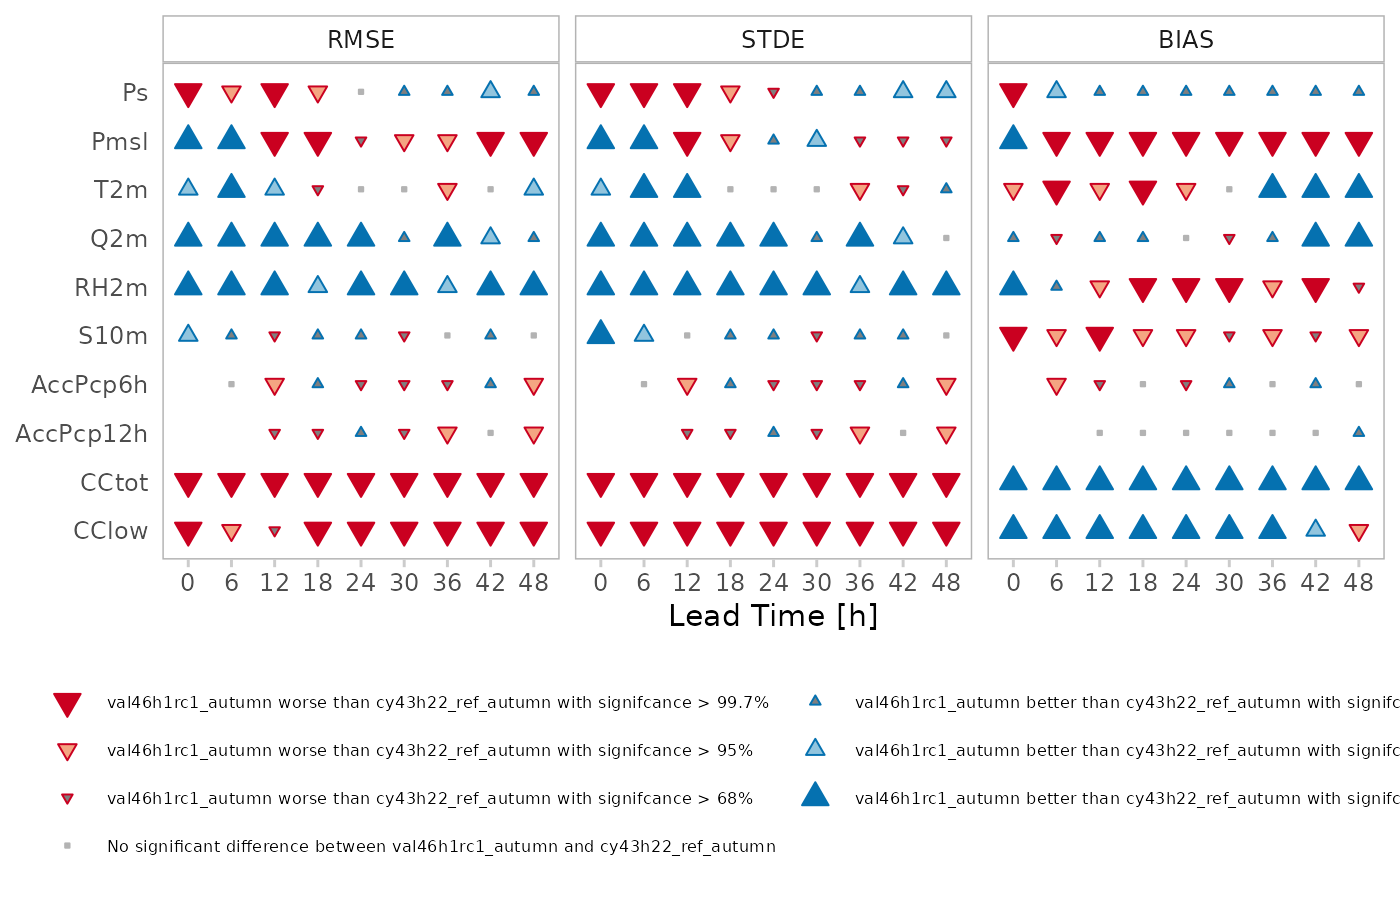 RMSE STDE BIAS
Ps
Pmsl
T2m
Q2m
RH2m
S10m
AccPcp6h
AccPcp12h
CCtot
CClow
0 6 12 18 24 30 36 42 48 0 6 12 18 24 30 36 42 48 0 6 12 18 24 30 36 42 48
Lead Time [h]
val46h1rc1_autumn worse than cy43h22_ref_autumn with signifcance > 99.7%
val46h1rc1_autumn worse than cy43h22_ref_autumn with signifcance > 95%
val46h1rc1_autumn worse than cy43h22_ref_autumn with signifcance > 68%
No significant difference between val46h1rc1_autumn and cy43h22_ref_autumn
val46h1rc1_autumn better than cy43h22_ref_autumn with signifc
val46h1rc1_autumn better than cy43h22_ref_autumn with signifc
val46h1rc1_autumn better than cy43h22_ref_autumn with signifc